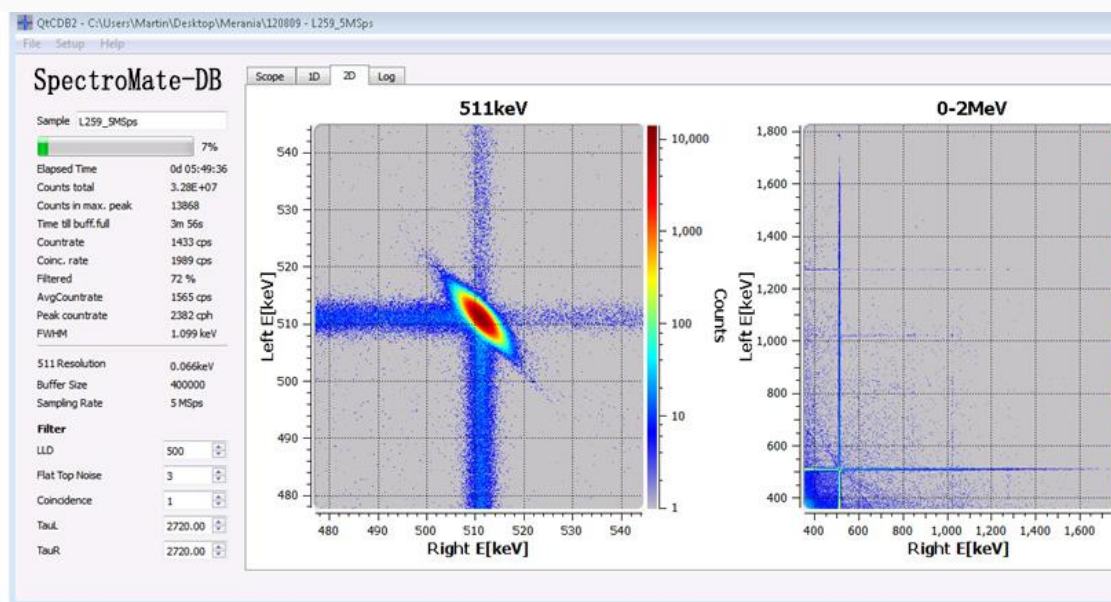 QtCDB2 - C:\Users\Martin\Desktop\Merania\120809 - L259_5MSps
File Setup Help
SpectroMate-DB
Sample L259_5MSps
7%
Elapsed Time 0d 05:49:36
Counts total 3.28E+07
Counts in max. peak 13868
Time till buff.full 3m 56s
Countrate 1433 cps
Coinc. rate 1989 cps
Filtered 72 %
AvgCountrate 1565 cps
Peak countrate 2382 cph
FWHM 1.099 keV
511 Resolution 0.066keV
Buffer Size 400000
Sampling Rate 5 MSps
Filter
LLD 500
Flat Top Noise 3
Coincidence 1
TauL 2720.00
TauR 2720.00
Scope 1D 2D Log
511keV
Left E[keV]
540
530
520
510
500
490
480
480 490 500 510 520 530 540
Right E[keV]
10,000
1,000
100
10
1
Counts
0-2MeV
Left E[keV]
1,800
1,600
1,400
1,200
1,000
800
600
400
400 600 800 1,000 1,200 1,400 1,600
Right E[keV]